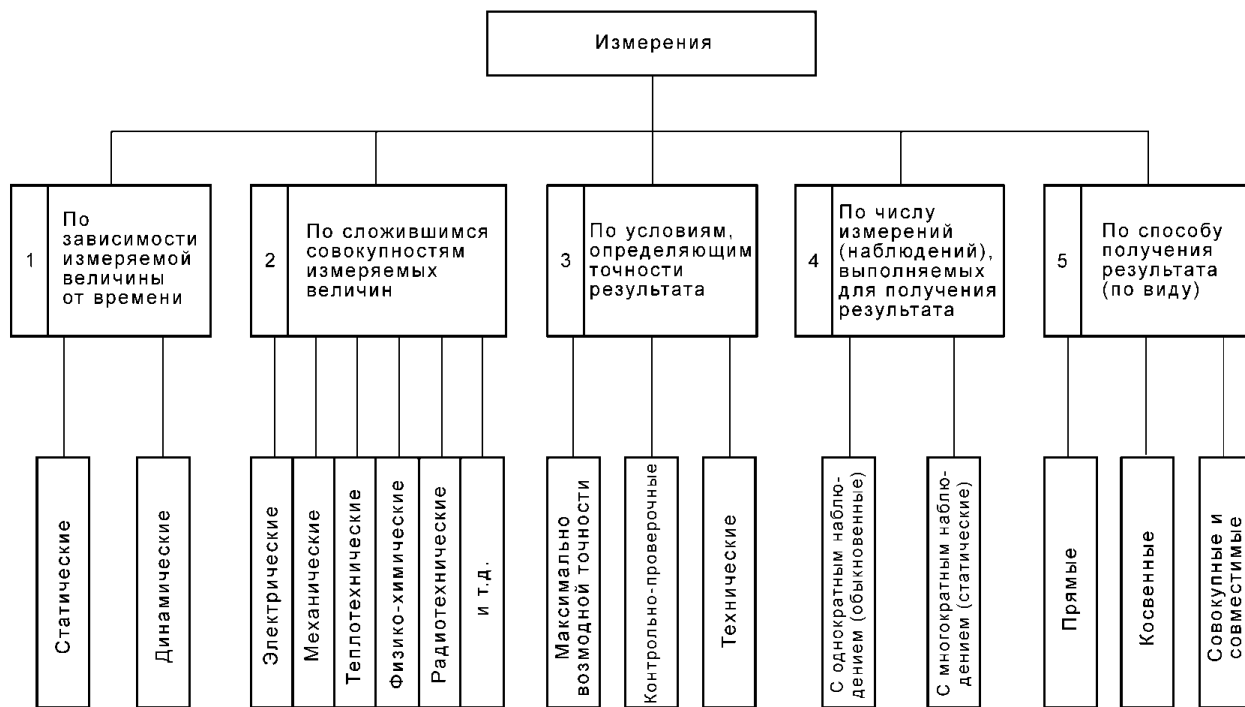 Измерения
1
По
зависимости
измеряемой
величины
от времени
2
По сложившимся
совокупностям
измеряемых
величин
3
По условиям,
определяющим
точности
результата
4
По числу
измерений
(наблюдений),
выполняемых
для получения
результата
5
По способу
получения
результата
(по виду)
Статические
Динамические
Электрические
Механические
Теплотехнические
Физико-химические
Радиотехнические
и т.д.
Максимально
возмодной точности
Контрольно-проверочные
Технические
С однократным наблю-
дением (обыкновенные)
С многократным наблю-
дением (статические)
Прямые
Косвенные
Совокупные и
совместимые